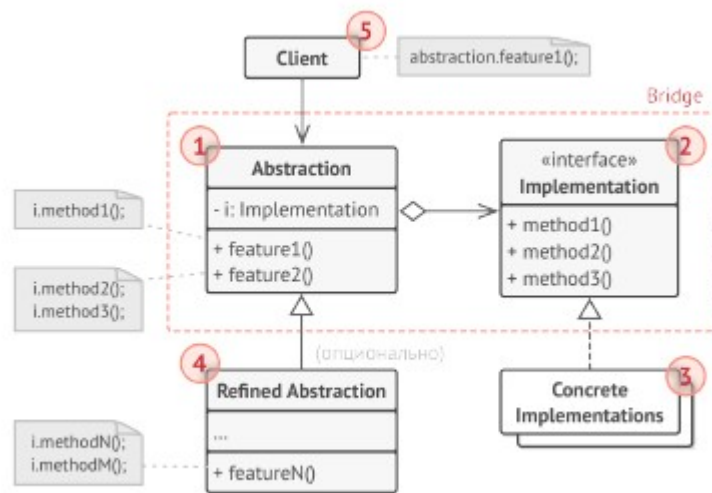 5
Client
abstraction.feature1();
Bridge
1
Abstraction
- i: Implementation
+ feature1()
+ feature2()
2
«interface»
Implementation
+ method1()
+ method2()
+ method3()
i.method1();
i.method2();
i.method3();
(опционально)
4
Refined Abstraction
...
+ featureN()
3
Concrete
Implementations
i.methodN();
i.methodM();